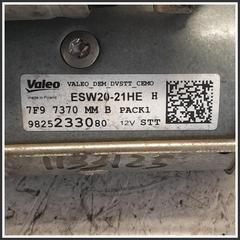 Valeo VALEO_DEM_DVSTT_CEMO
Made in Poland ESW20-21HE H
7F9 7370 MM B PACK1
9825233080 12V STT